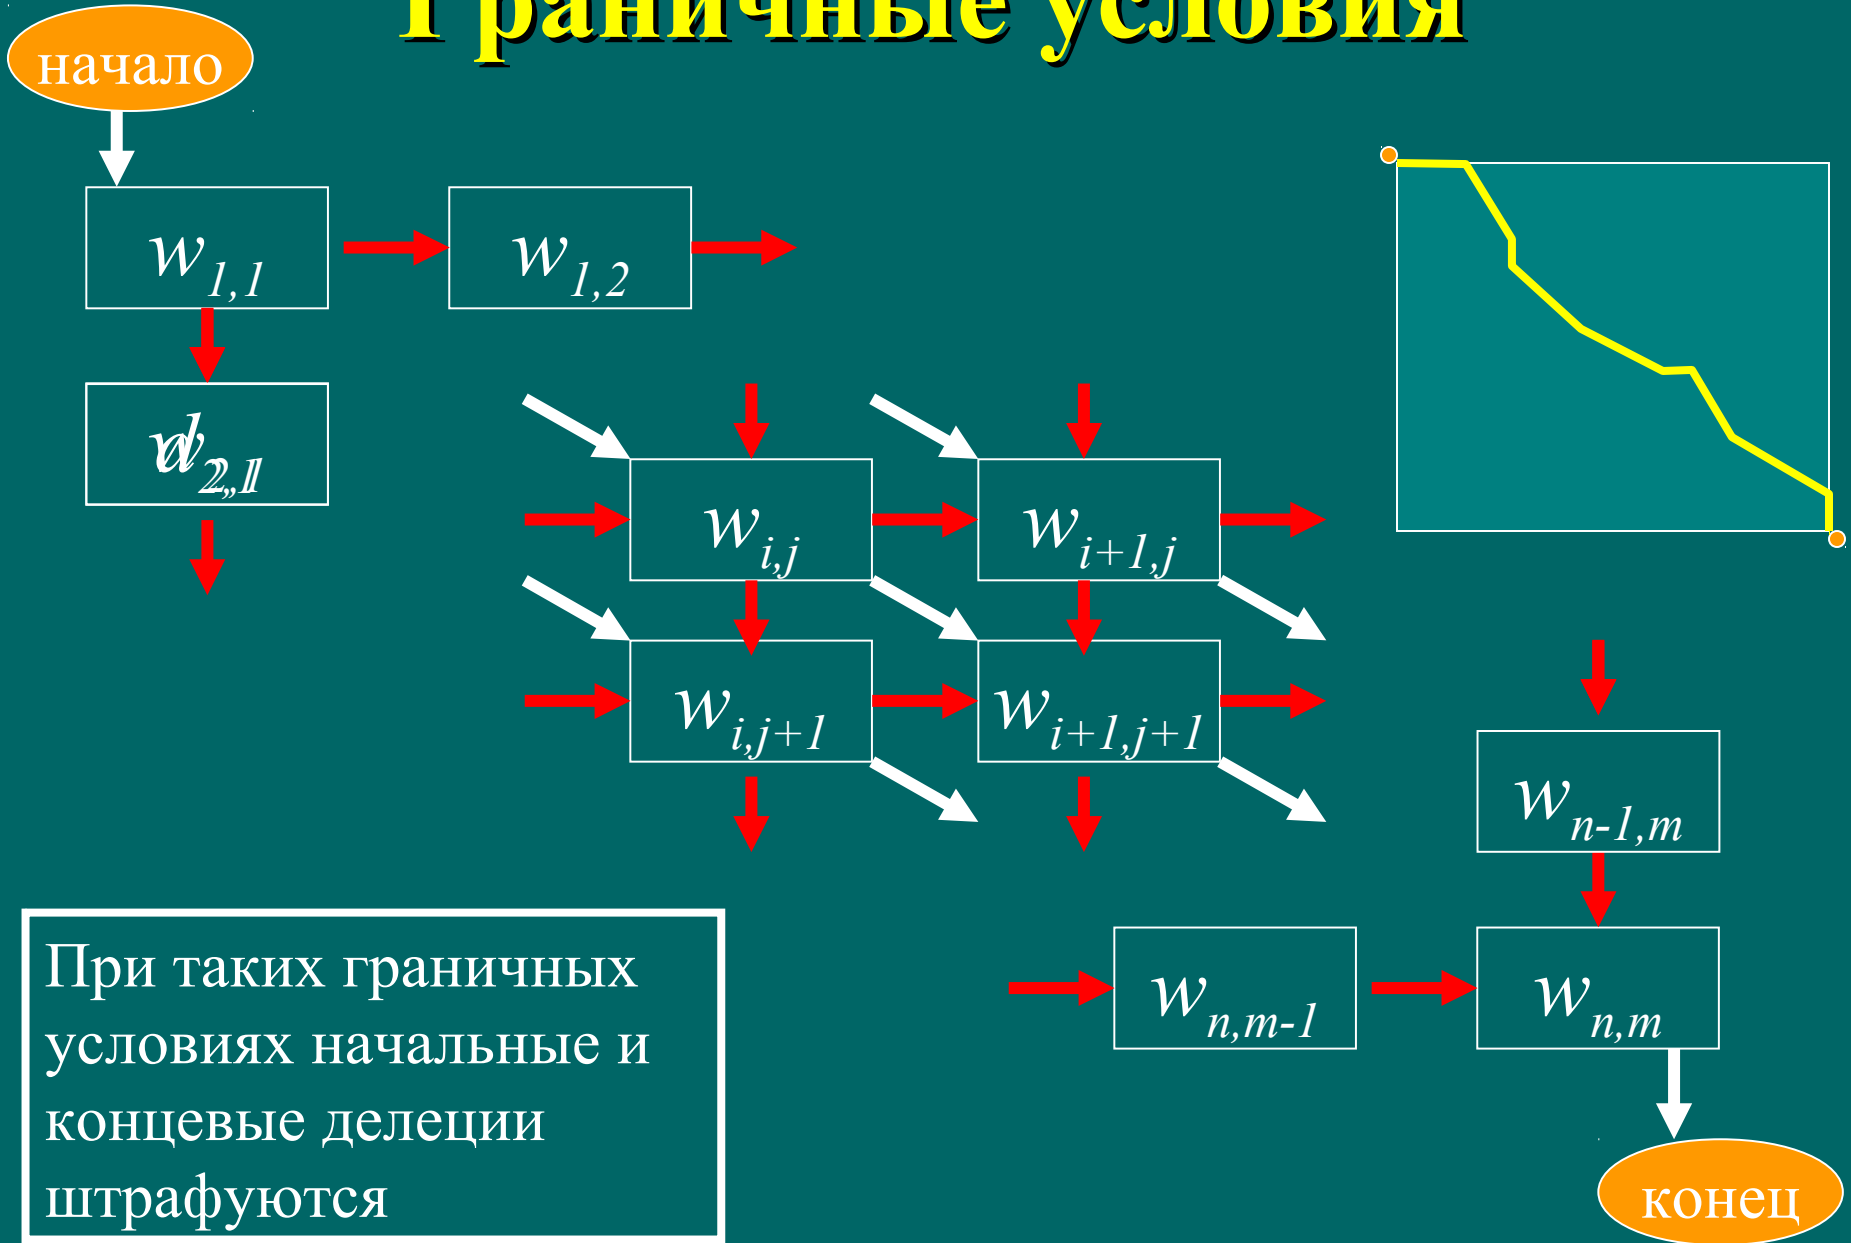 Граничные условия
начало
w1,1
w1,2
w2,1
wi,j
wi+1,j
wi,j+1
wi+1,j+1
wn-1,m
wn,m-1
wn,m
При таких граничных
условиях начальные и
концевые делеции
штрафуются
конец